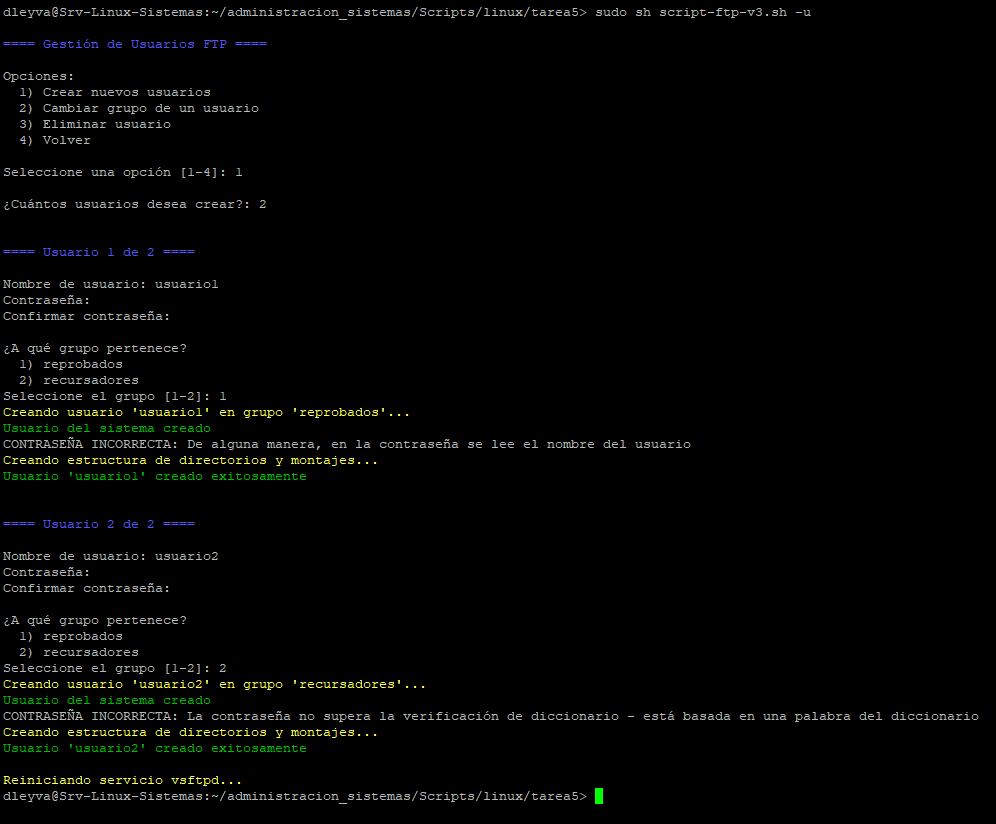 dleyva@Srv-Linux-Sistemas:~/administracion_sistemas/Scripts/linux/tarea5> sudo sh script-ftp-v3.sh -u
==== Gestión de Usuarios FTP ====
Opciones:
1) Crear nuevos usuarios
2) Cambiar grupo de un usuario
3) Eliminar usuario
4) Volver
Seleccione una opción [1-4]: 1
¿Cuántos usuarios desea crear?: 2
==== Usuario 1 de 2 ====
Nombre de usuario: usuario1
Contraseña:
Confirmar contraseña:
¿A qué grupo pertenece?
1) reprobados
2) recursadores
Seleccione el grupo [1-2]: 1
Creando usuario 'usuario1' en grupo 'reprobados'...
Usuario del sistema creado
CONTRASEÑA INCORRECTA: De alguna manera, en la contraseña se lee el nombre del usuario
Creando estructura de directorios y montajes...
Usuario 'usuario1' creado exitosamente
==== Usuario 2 de 2 ====
Nombre de usuario: usuario2
Contraseña:
Confirmar contraseña:
¿A qué grupo pertenece?
1) reprobados
2) recursadores
Seleccione el grupo [1-2]: 2
Creando usuario 'usuario2' en grupo 'recursadores'...
Usuario del sistema creado
CONTRASEÑA INCORRECTA: La contraseña no supera la verificación de diccionario - está basada en una palabra del diccionario
Creando estructura de directorios y montajes...
Usuario 'usuario2' creado exitosamente
Reiniciando servicio vsftpd...
dleyva@Srv-Linux-Sistemas:~/administracion_sistemas/Scripts/linux/tarea5>